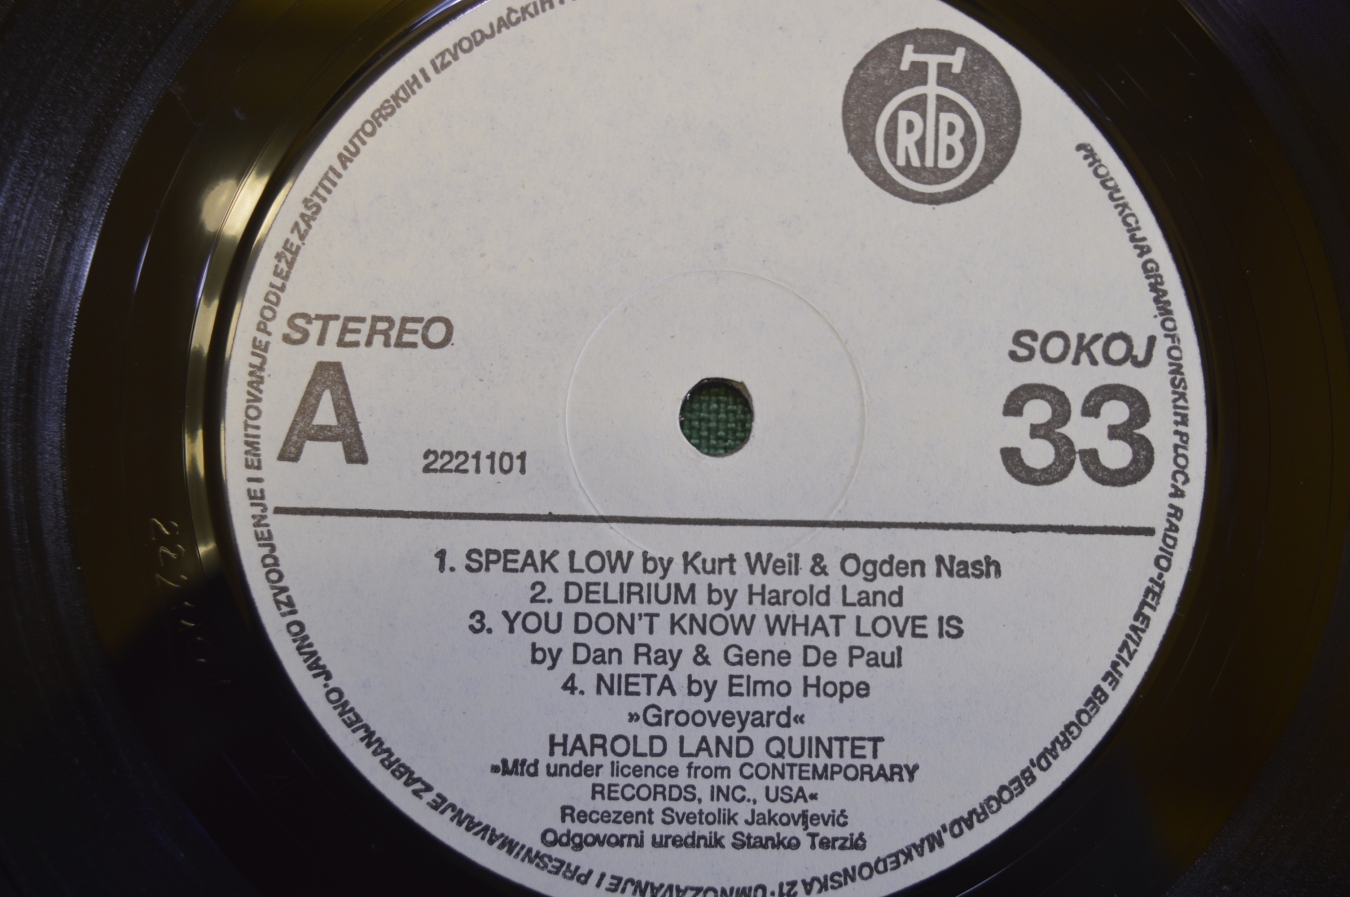 RTB
STEREO
SOKOJ
A
33
2221101
1. SPEAK LOW by Kurt Weil & Ogden Nash
2. DELIRIUM by Harold Land
3. YOU DON'T KNOW WHAT LOVE IS
by Dan Ray & Gene De Paul
4. NIETA by Elmo Hope
»Grooveyard«
HAROLD LAND QUINTET
»Mfd under licence from CONTEMPORARY
RECORDS, INC., USA«
Recezent Svetolik Jakovljević
Odgovorni urednik Stanko Terzić
PRODUKCIJA GRAMOFONSKIH PLOČA RADIO-TELEVIZIJE BEOGRAD, BEOGRAD, MAKEDONSKA 21 · UMNOŽAVANJE I PRESNIMAVANJE ZABRANJENO · JAVNO IZVODJENJE I EMITOVANJE PODLEŽE ZAŠTITI AUTORSKIH I IZVODJAČKIH